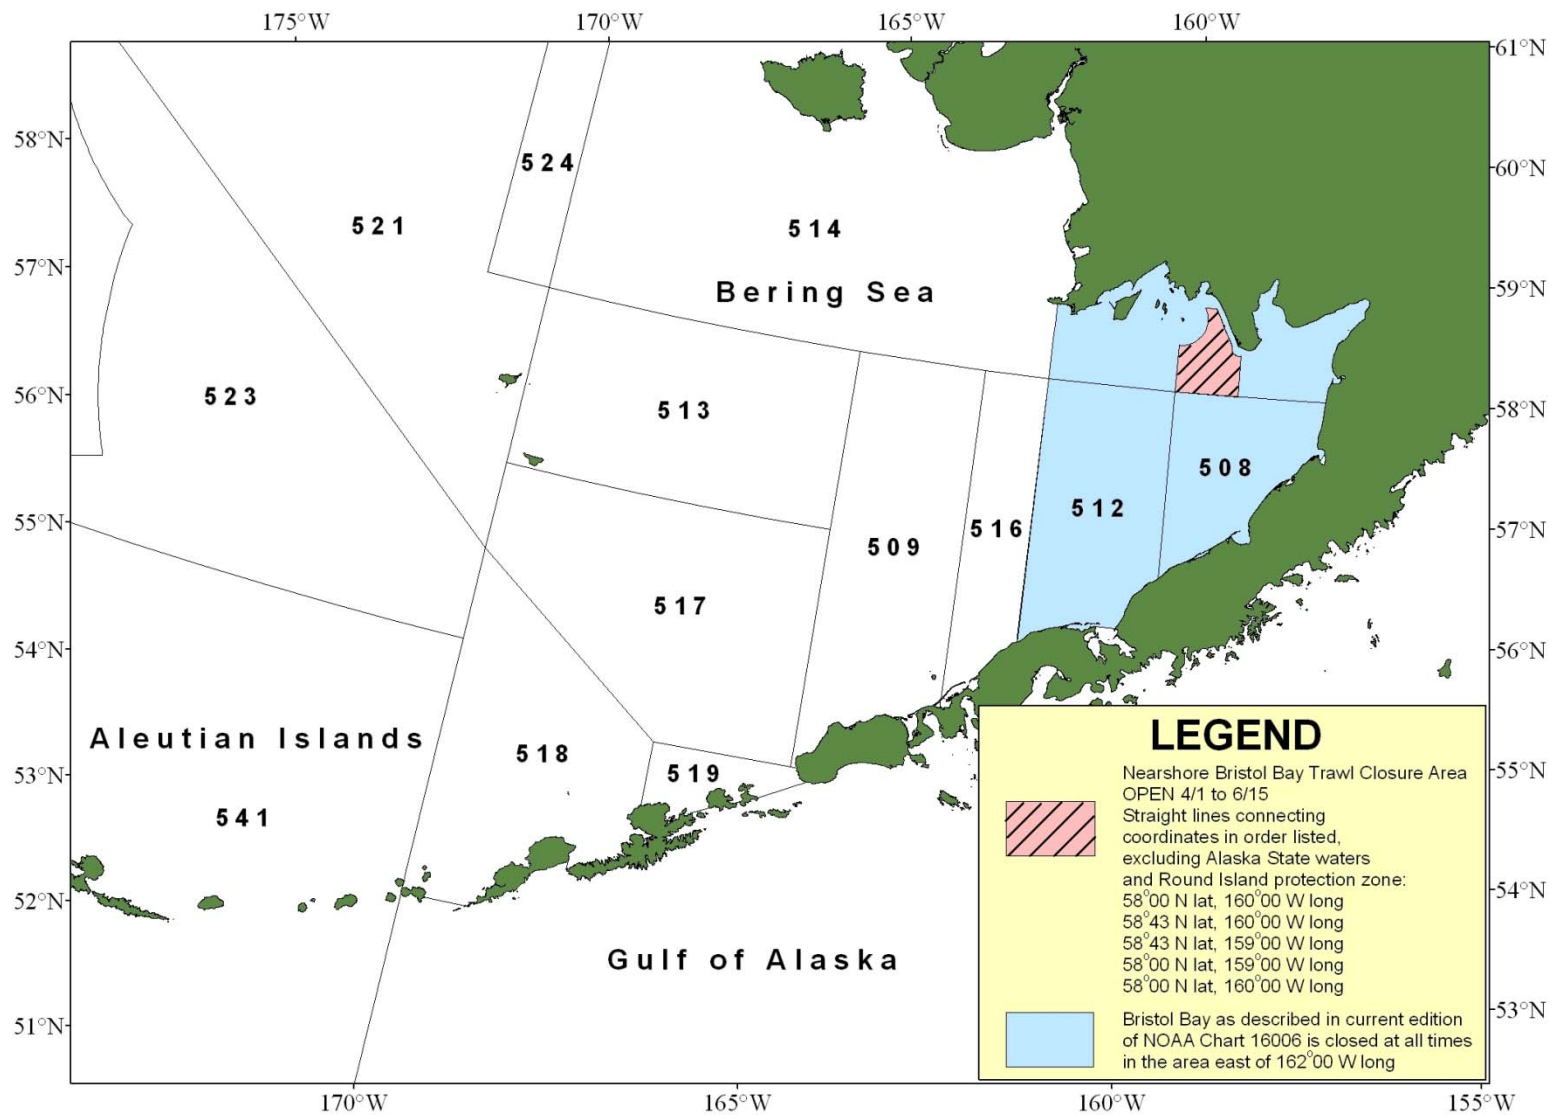 175°W 170°W 165°W 160°W
61°N
58°N
60°N
524
521
514
57°N
59°N
Bering Sea
56°N
58°N
523
513
508
512
55°N
57°N
516
509
517
54°N
56°N
Aleutian Islands
518
519
53°N
55°N
541
52°N
54°N
Gulf of Alaska
51°N
53°N
170°W 165°W 160°W 155°W
LEGEND
Nearshore Bristol Bay Trawl Closure Area
OPEN 4/1 to 6/15
Straight lines connecting
coordinates in order listed,
excluding Alaska State waters
and Round Island protection zone:
58°00 N lat, 160°00 W long
58°43 N lat, 160°00 W long
58°43 N lat, 159°00 W long
58°00 N lat, 159°00 W long
58°00 N lat, 160°00 W long
Bristol Bay as described in current edition
of NOAA Chart 16006 is closed at all times
in the area east of 162°00 W long